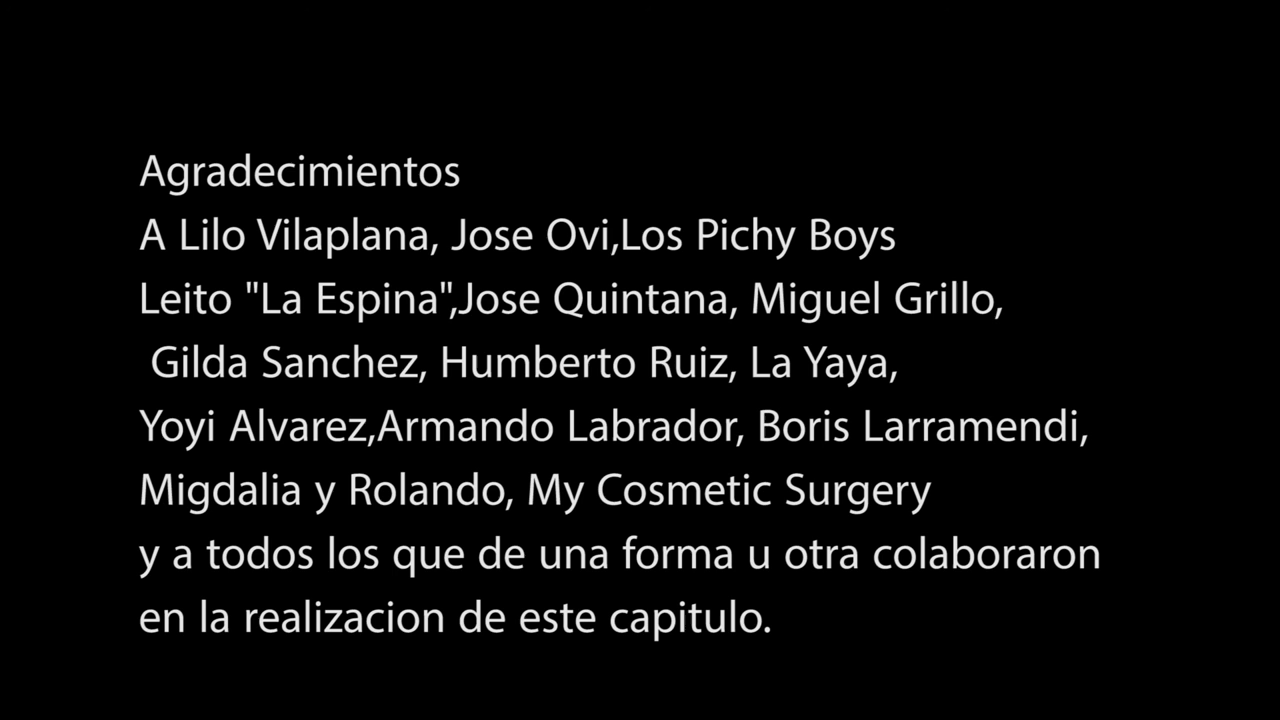 Agradecimientos
A Lilo Vilaplana, Jose Ovi,Los Pichy Boys
Leito "La Espina",Jose Quintana, Miguel Grillo,
Gilda Sanchez, Humberto Ruiz, La Yaya,
Yoyi Alvarez,Armando Labrador, Boris Larramendi,
Migdalia y Rolando, My Cosmetic Surgery
y a todos los que de una forma u otra colaboraron
en la realizacion de este capitulo.